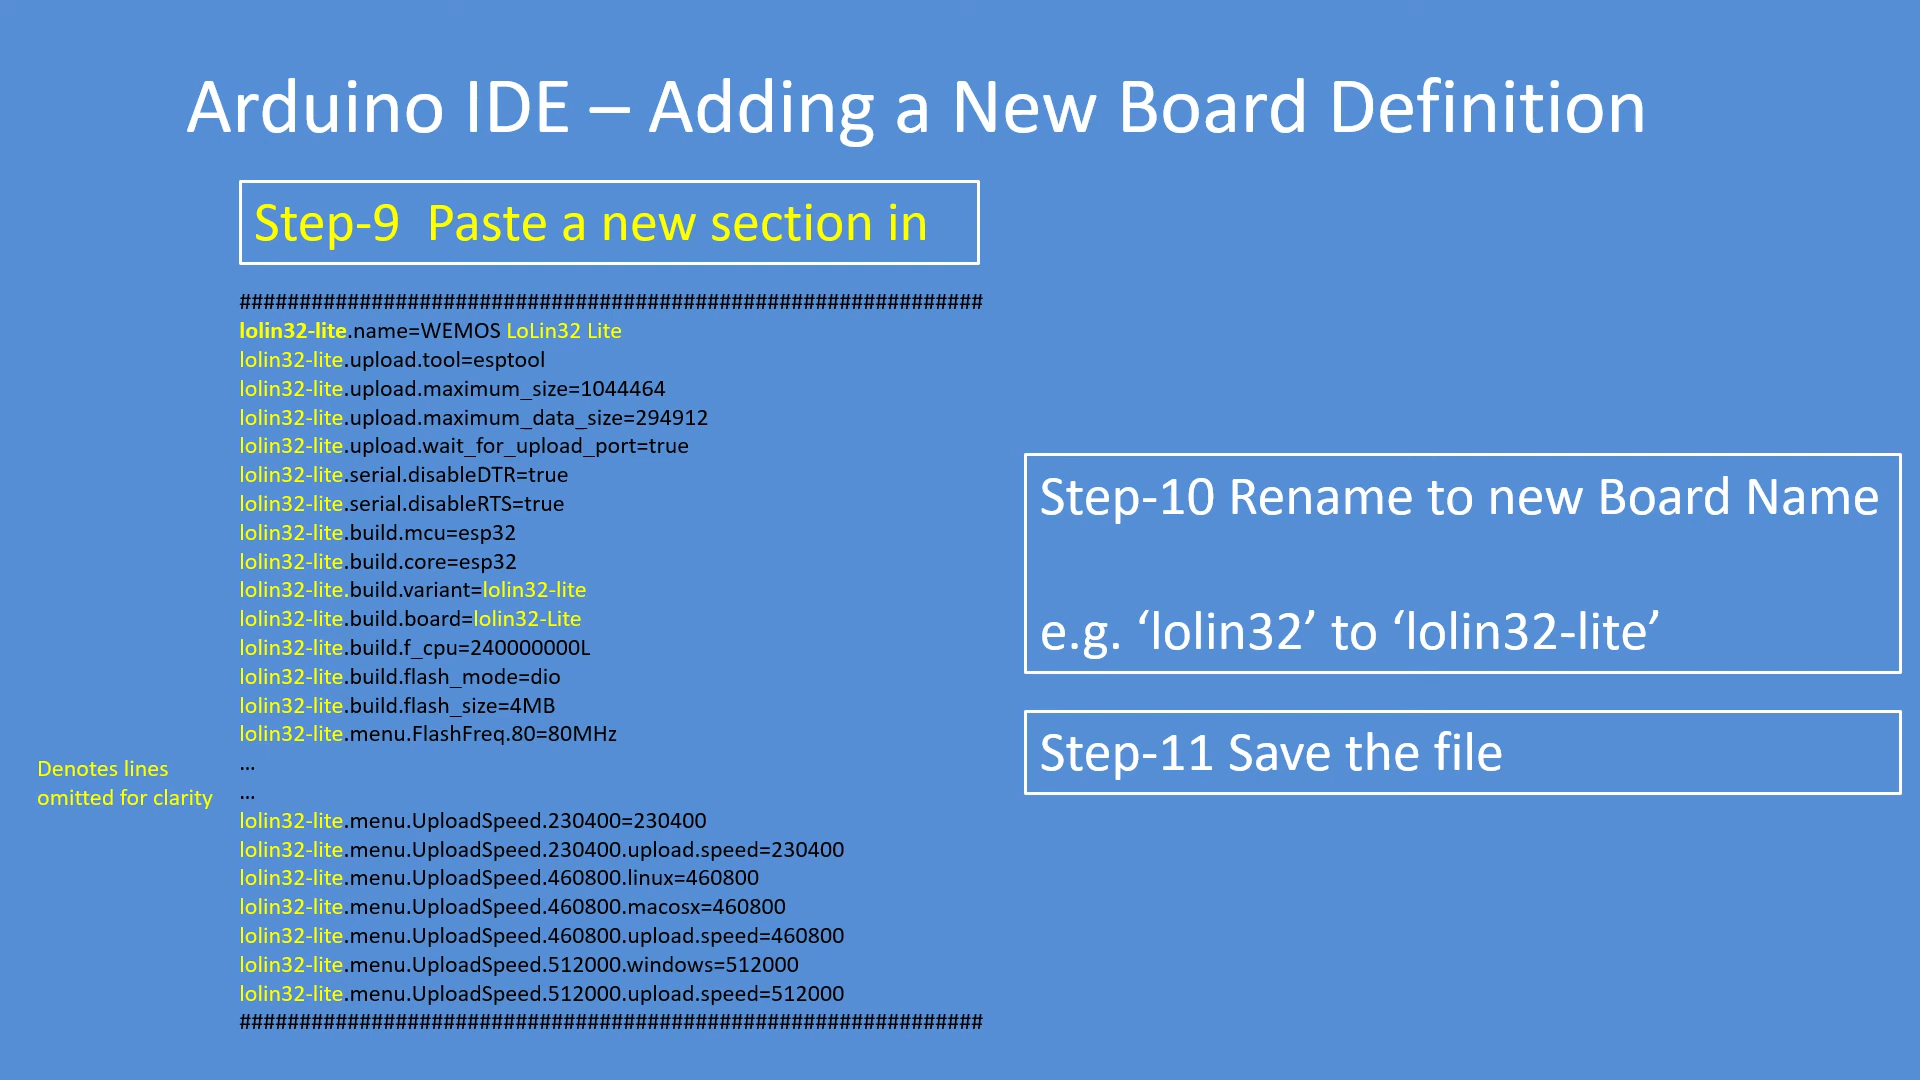 Arduino IDE – Adding a New Board Definition
Step-9  Paste a new section in
##############################################################
lolin32-lite.name=WEMOS LoLin32 Lite
lolin32-lite.upload.tool=esptool
lolin32-lite.upload.maximum_size=1044464
lolin32-lite.upload.maximum_data_size=294912
lolin32-lite.upload.wait_for_upload_port=true
lolin32-lite.serial.disableDTR=true
lolin32-lite.serial.disableRTS=true
lolin32-lite.build.mcu=esp32
lolin32-lite.build.core=esp32
lolin32-lite.build.variant=lolin32-lite
lolin32-lite.build.board=lolin32-Lite
lolin32-lite.build.f_cpu=240000000L
lolin32-lite.build.flash_mode=dio
lolin32-lite.build.flash_size=4MB
lolin32-lite.menu.FlashFreq.80=80MHz
...
...
Denotes lines
omitted for clarity
lolin32-lite.menu.UploadSpeed.230400=230400
lolin32-lite.menu.UploadSpeed.230400.upload.speed=230400
lolin32-lite.menu.UploadSpeed.460800.linux=460800
lolin32-lite.menu.UploadSpeed.460800.macosx=460800
lolin32-lite.menu.UploadSpeed.460800.upload.speed=460800
lolin32-lite.menu.UploadSpeed.512000.windows=512000
lolin32-lite.menu.UploadSpeed.512000.upload.speed=512000
##############################################################
Step-10 Rename to new Board Name
e.g. ‘lolin32’ to ‘lolin32-lite’
Step-11 Save the file